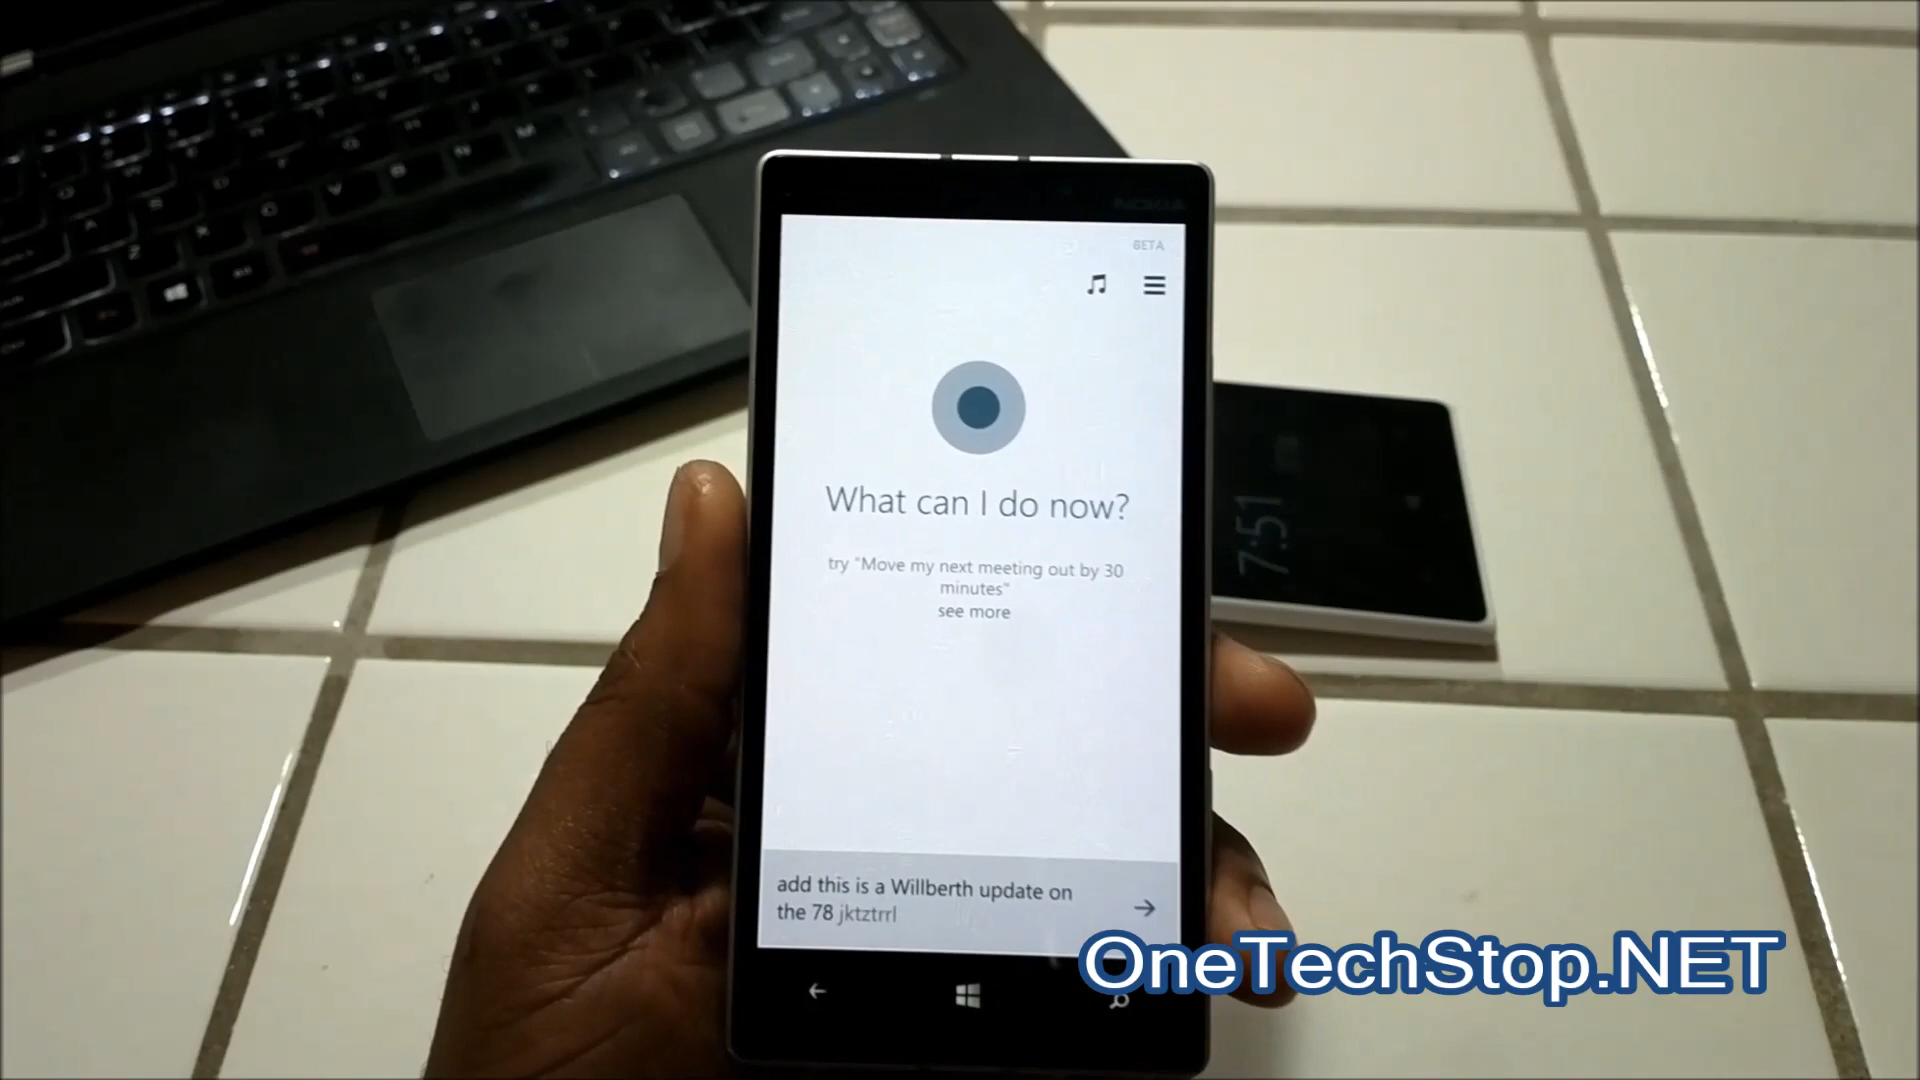 NOKIA
BETA
What can I do now?
try "Move my next meeting out by 30
minutes"
see more
7:51
add this is a Willberth update on
the 78 jktztrrl
OneTechStop.NET